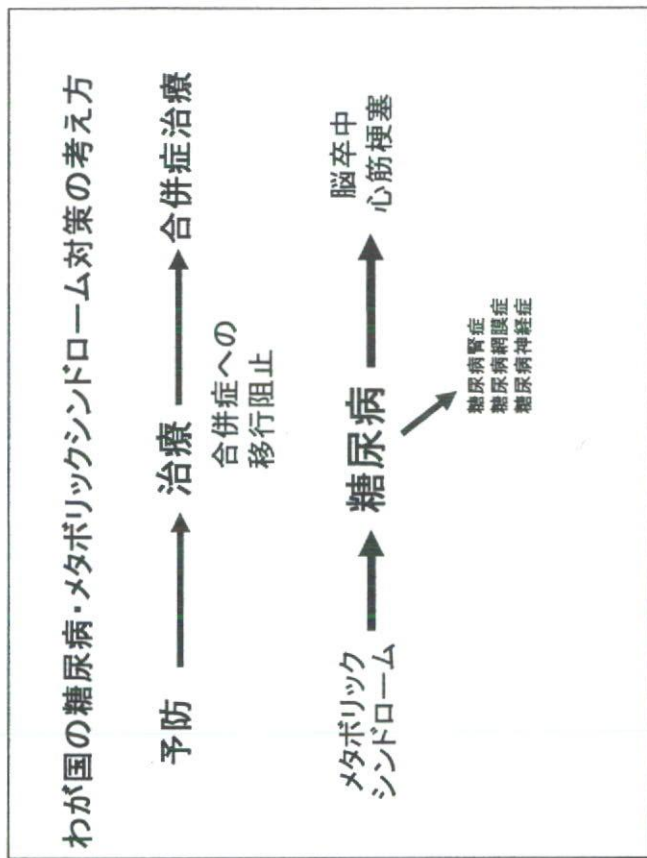 わが国の糖尿病・メタボリックシンドローム対策の考え方
予防
治療
合併症治療
合併症への
移行阻止
メタボリック
シンドローム
糖尿病
脳卒中
心筋梗塞
糖尿病腎症
糖尿病網膜症
糖尿病神経症